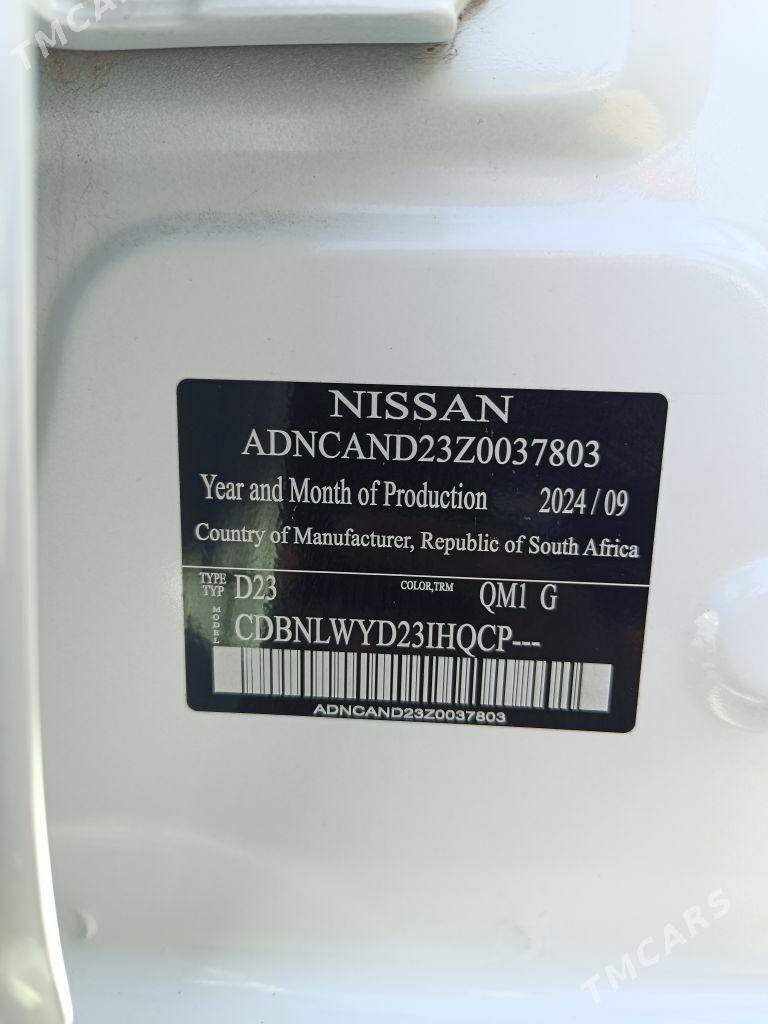 TMCARS
NISSAN
ADNCAND23Z0037803
Year and Month of Production 2024 / 09
Country of Manufacturer, Republic of South Africa
TYPE TYP D23 COLOR,TRM QM1 G
MODEL CDBNLWYD23IHQCP---
ADNCAND23Z0037803
TMCARS